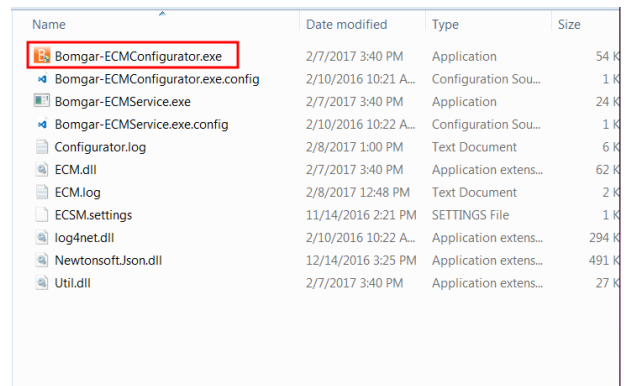 Name Date modified Type Size
Bomgar-ECMConfigurator.exe 2/7/2017 3:40 PM Application 54 K
Bomgar-ECMConfigurator.exe.config 2/10/2016 10:21 A... Configuration Sou... 1 K
Bomgar-ECMService.exe 2/7/2017 3:40 PM Application 24 K
Bomgar-ECMService.exe.config 2/10/2016 10:22 A... Configuration Sou... 1 K
Configurator.log 2/8/2017 1:00 PM Text Document 6 K
ECM.dll 2/7/2017 3:40 PM Application extens... 62 K
ECM.log 2/8/2017 12:48 PM Text Document 2 K
ECSM.settings 11/14/2016 2:21 PM SETTINGS File 1 K
log4net.dll 2/10/2016 10:22 A... Application extens... 294 K
Newtonsoft.Json.dll 12/14/2016 3:25 PM Application extens... 491 K
Util.dll 2/7/2017 3:40 PM Application extens... 27 K